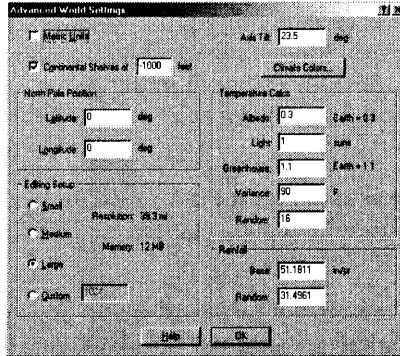 Advanced World Settings
Metric Units
Axis Tilt: 23.5 deg
Continental Shelves at -1000 feet
Climate Colors...
North Pole Position
Latitude: 0 deg
Longitude: 0 deg
Temperature Calcs
Albedo: 0.3 Earth = 0.3
Light: 1 suns
Greenhouse: 1.1 Earth = 1.1
Variance: 90 F
Random: 16
Editing Setup
Small
Resolution: 39.3 mi
Medium
Memory: 12 MB
Large
Custom
Rainfall
Base: 51.1811 in/yr
Random: 31.4961
Help
OK